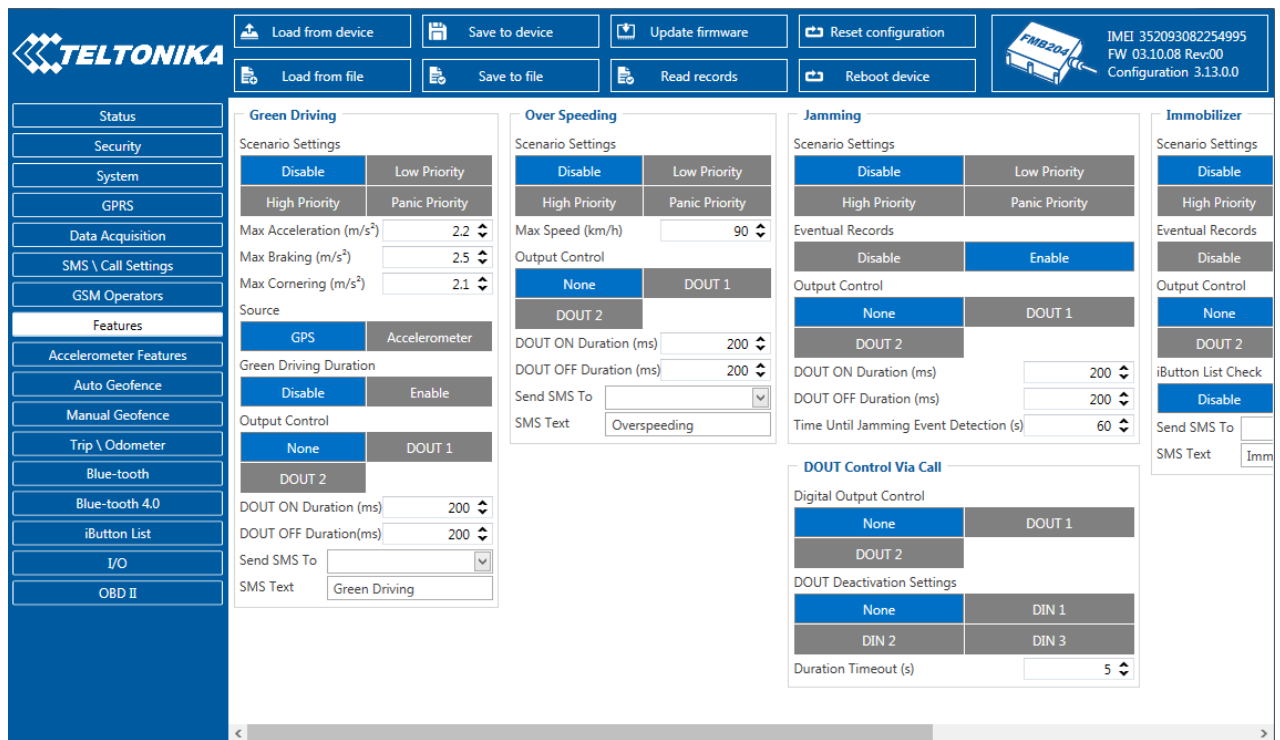 TELTONIKA
Load from device
Save to device
Update firmware
Reset configuration
Load from file
Save to file
Read records
Reboot device
FMB204
IMEI 352093082254995
FW 03.10.08 Rev:00
Configuration 3.13.0.0
Status
Security
System
GPRS
Data Acquisition
SMS \ Call Settings
GSM Operators
Features
Accelerometer Features
Auto Geofence
Manual Geofence
Trip \ Odometer
Blue-tooth
Blue-tooth 4.0
iButton List
I/O
OBD II
Green Driving
Scenario Settings
Disable Low Priority
High Priority Panic Priority
Max Acceleration (m/s²) 2.2
Max Braking (m/s²) 2.5
Max Cornering (m/s²) 2.1
Source
GPS Accelerometer
Green Driving Duration
Disable Enable
Output Control
None DOUT 1
DOUT 2
DOUT ON Duration (ms) 200
DOUT OFF Duration(ms) 200
Send SMS To
SMS Text Green Driving
Over Speeding
Scenario Settings
Disable Low Priority
High Priority Panic Priority
Max Speed (km/h) 90
Output Control
None DOUT 1
DOUT 2
DOUT ON Duration (ms) 200
DOUT OFF Duration (ms) 200
Send SMS To
SMS Text Overspeeding
Jamming
Scenario Settings
Disable Low Priority
High Priority Panic Priority
Eventual Records
Disable Enable
Output Control
None DOUT 1
DOUT 2
DOUT ON Duration (ms) 200
DOUT OFF Duration (ms) 200
Time Until Jamming Event Detection (s) 60
DOUT Control Via Call
Digital Output Control
None DOUT 1
DOUT 2
DOUT Deactivation Settings
None DIN 1
DIN 2 DIN 3
Duration Timeout (s) 5
Immobilizer
Scenario Settings
Disable
High Priority
Eventual Records
Disable
Output Control
None
DOUT 2
iButton List Check
Disable
Send SMS To
SMS Text Imm